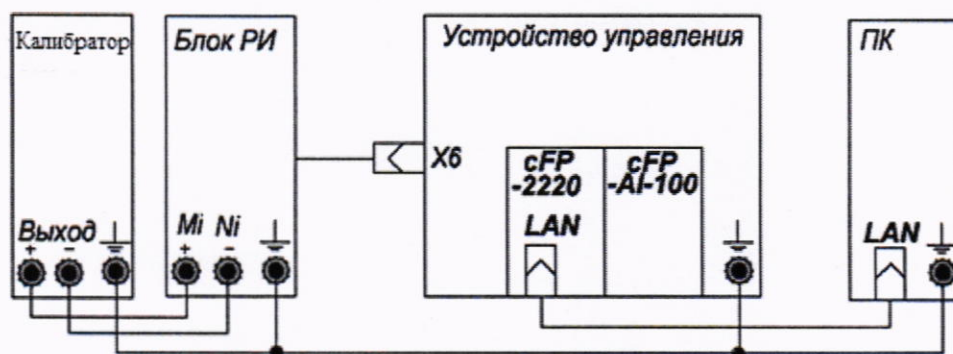 Калибратор
Блок РИ
Устройство управления
ПК
X6
cFP
-2220
cFP
-AI-100
LAN
Выход
+
−
Mi
+
Ni
−
LAN